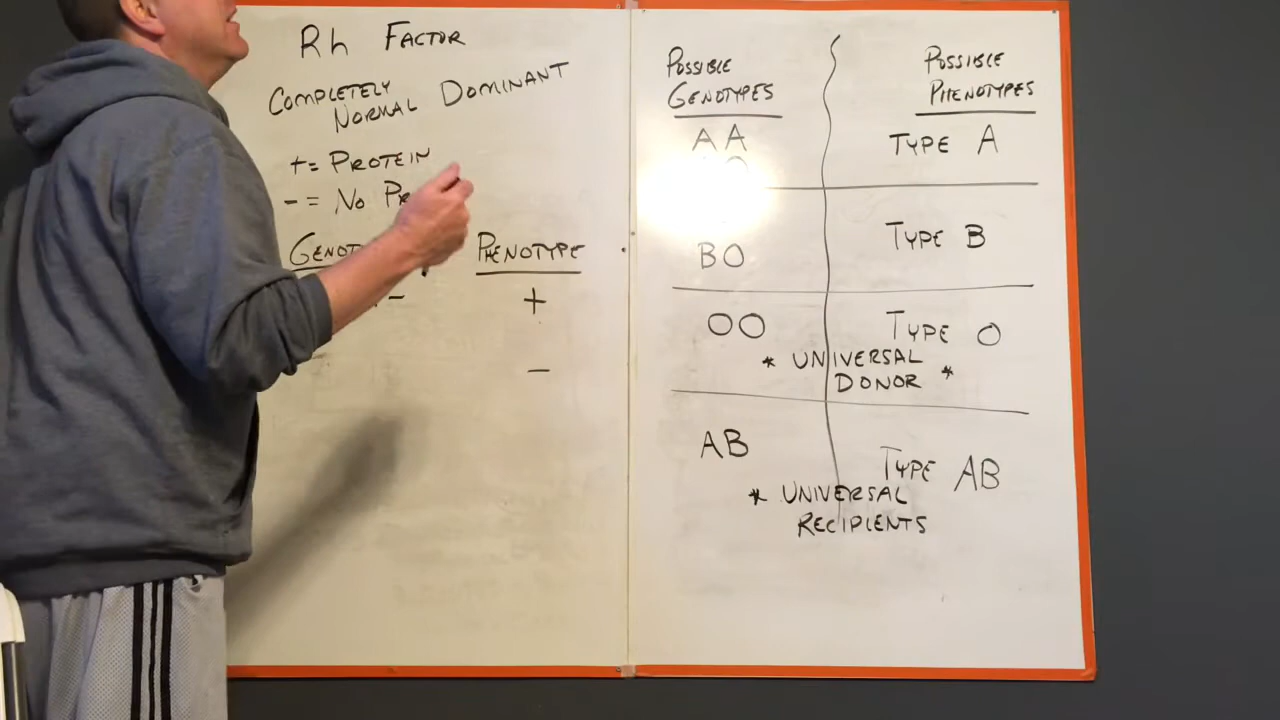 Rh FACTOR
COMPLETELY
NORMAL DOMINANT
+ = PROTEIN
- = NO
PHENOTYPE
-
+
-
POSSIBLE
GENOTYPES
POSSIBLE
PHENOTYPES
AA
TYPE A
BO
TYPE B
OO
TYPE O
* UNIVERSAL
DONOR *
AB
TYPE AB
* UNIVERSAL
RECIPIENTS